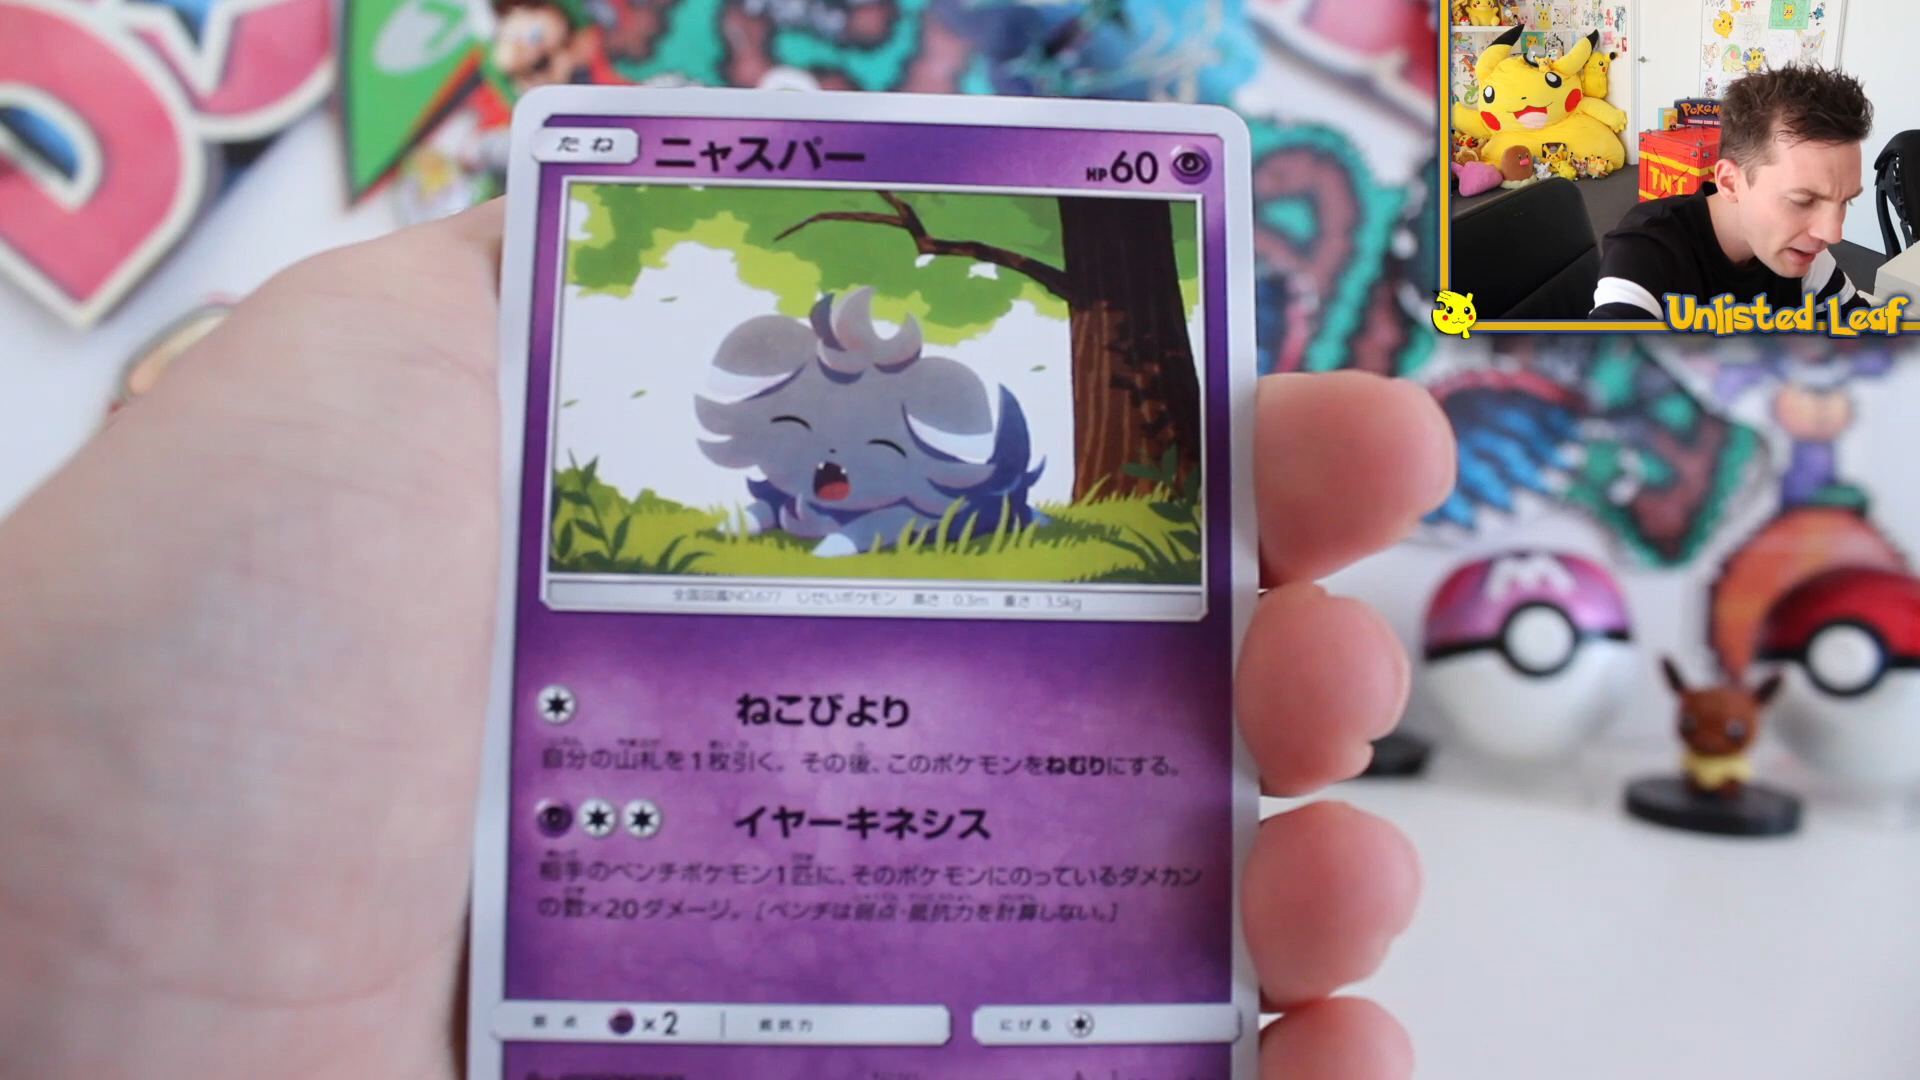 たね ニャスパー HP60
全国図鑑NO.677 じせいポケモン 高さ:0.3m 重さ:3.5kg
ねこびより
自分の山札を1枚引く。その後、このポケモンをねむりにする。
イヤーキネシス
相手のベンチポケモン1匹に、そのポケモンにのっているダメカン
の数×20ダメージ。[ベンチは弱点・抵抗力を計算しない。]
弱点 ×2 抵抗力 にげる
TNT
Unlisted Leaf
M